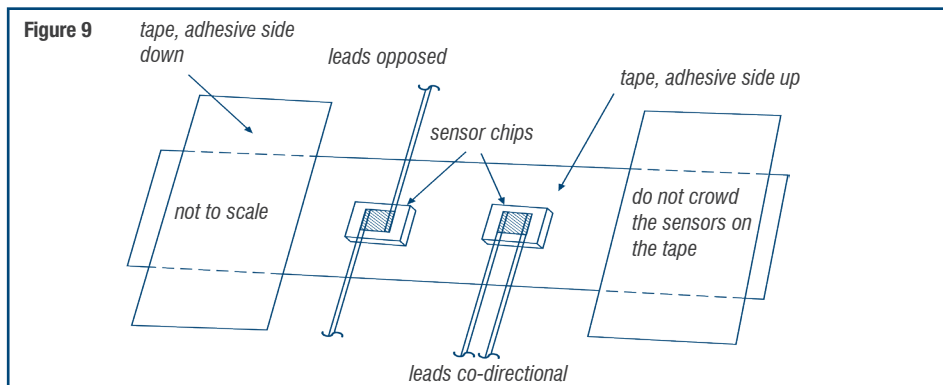 Figure 9
tape, adhesive side
down
leads opposed
tape, adhesive side up
sensor chips
not to scale
do not crowd
the sensors on
the tape
leads co-directional